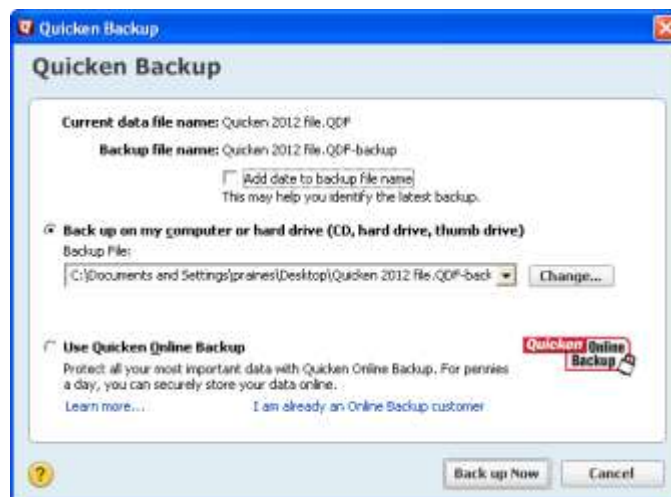 Quicken Backup
Quicken Backup
Current data file name: Quicken 2012 file.QDF
Backup file name: Quicken 2012 file.QDF-backup
Add date to backup file name
This may help you identify the latest backup.
Back up on my computer or hard drive (CD, hard drive, thumb drive)
Backup File:
C:\Documents and Settings\praines\Desktop\Quicken 2012 file.QDF-back
Change...
Use Quicken Online Backup
Quicken Online
Backup
Protect all your most important data with Quicken Online Backup. For pennies
a day, you can securely store your data online.
Learn more... I am already an Online Backup customer
? Back up Now Cancel